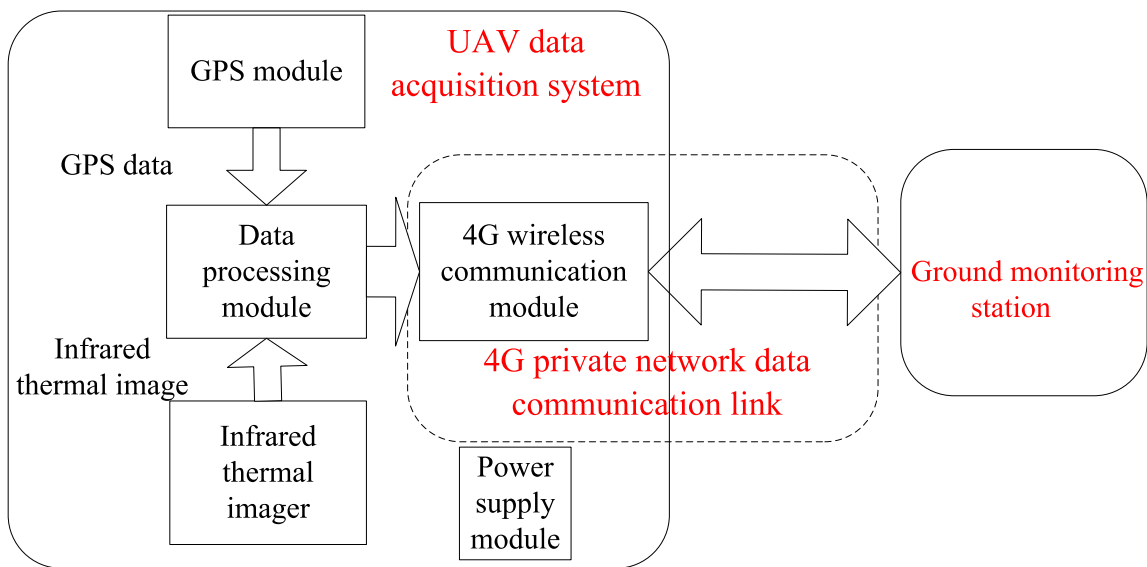 UAV data
acquisition system
GPS module
GPS data
Data
processing
module
4G wireless
communication
module
Ground monitoring
station
Infrared
thermal image
4G private network data
communication link
Infrared
thermal
imager
Power
supply
module